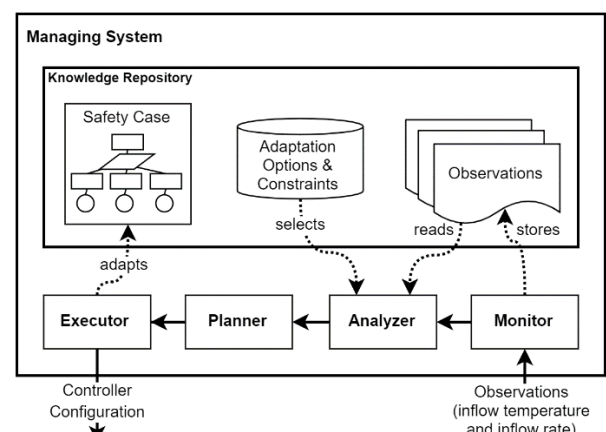 Managing System
Knowledge Repository
Safety Case
Adaptation
Options &
Constraints
Observations
selects
reads
stores
adapts
Executor
Planner
Analyzer
Monitor
Controller
Configuration
Observations
(inflow temperature
and inflow rate)